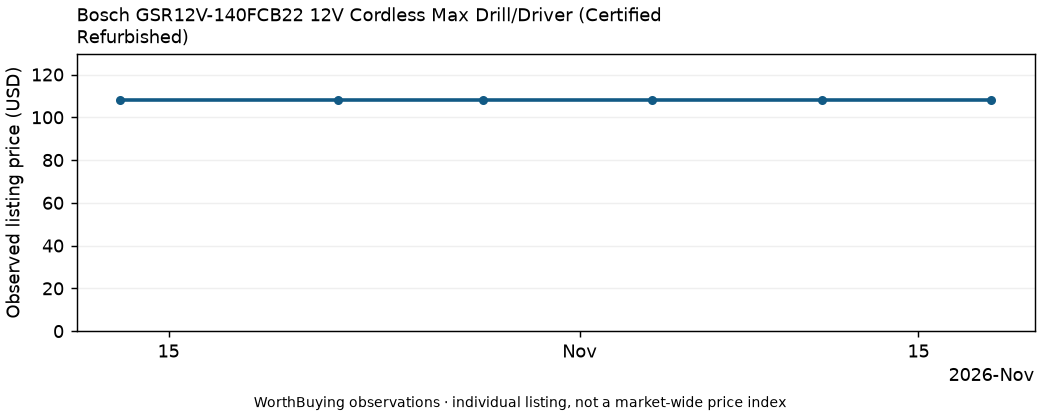 Bosch GSR12V-140FCB22 12V Cordless Max Drill/Driver (Certified
Refurbished)
Observed listing price (USD)
120
100
80
60
40
20
0
15
Nov
15
2026-Nov
WorthBuying observations · individual listing, not a market-wide price index